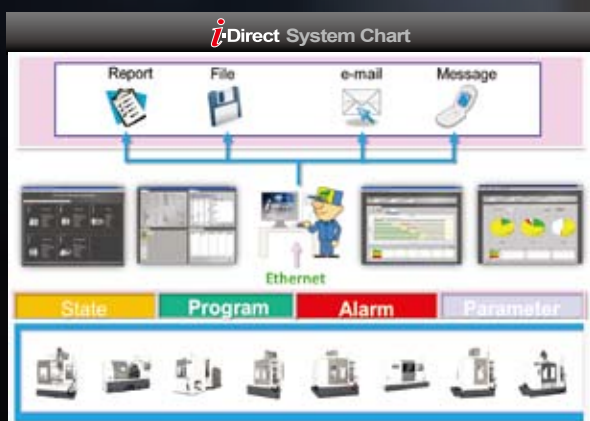 i-Direct System Chart
Report File e-mail Message
Ethernet
State Program Alarm Parameter